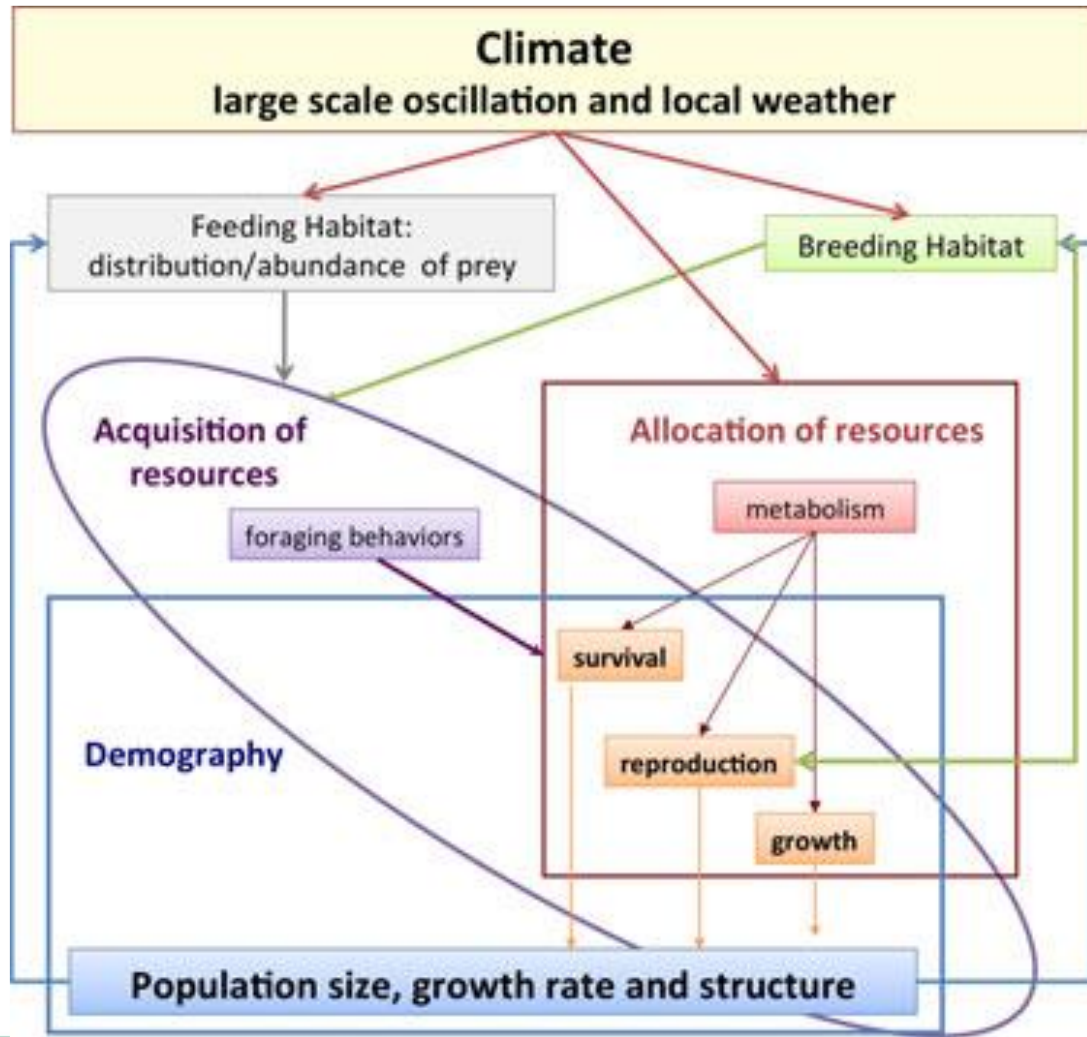 Climate
large scale oscillation and local weather
Feeding Habitat:
distribution/abundance of prey
Breeding Habitat
Acquisition of
resources
Allocation of resources
metabolism
foraging behaviors
survival
Demography
reproduction
growth
Population size, growth rate and structure